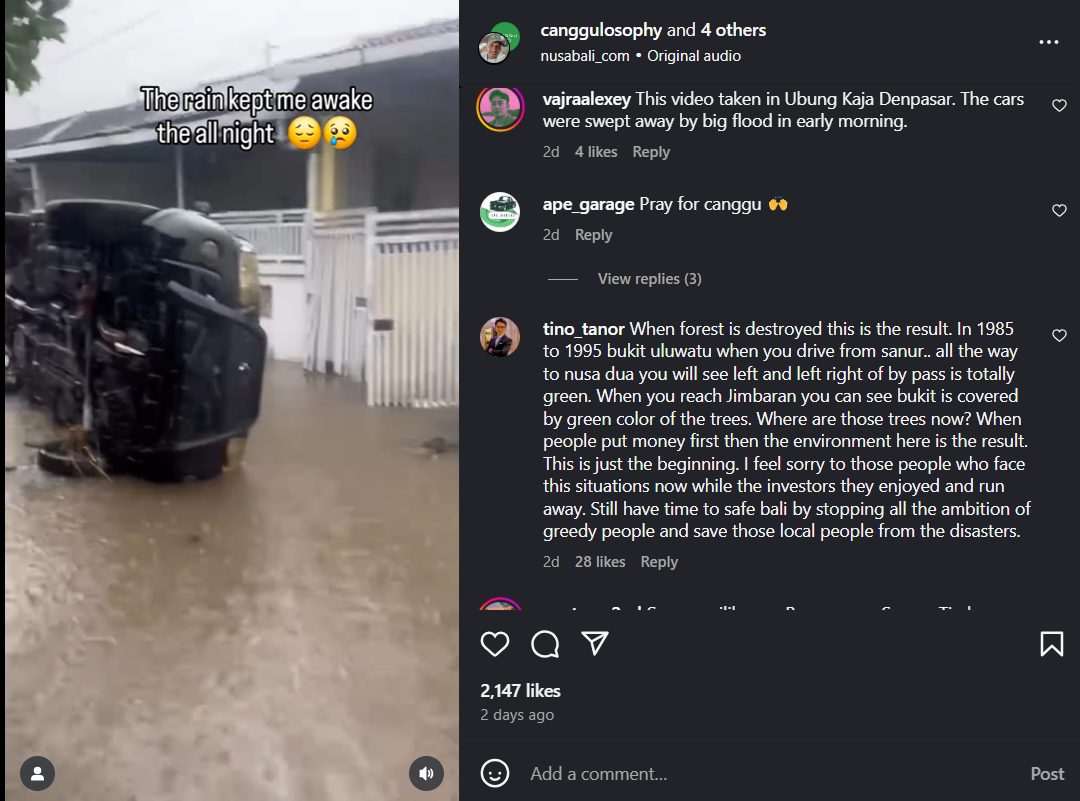 The rain kept me awake
the all night 😔😢
canggulosophy and 4 others
nusabali_com • Original audio
vajraalexey This video taken in Ubung Kaja Denpasar. The cars
were swept away by big flood in early morning.
2d 4 likes Reply
ape_garage Pray for canggu 🙌
2d Reply
View replies (3)
tino_tanor When forest is destroyed this is the result. In 1985
to 1995 bukit uluwatu when you drive from sanur.. all the way
to nusa dua you will see left and left right of by pass is totally
green. When you reach Jimbaran you can see bukit is covered
by green color of the trees. Where are those trees now? When
people put money first then the environment here is the result.
This is just the beginning. I feel sorry to those people who face
this situations now while the investors they enjoyed and run
away. Still have time to safe bali by stopping all the ambition of
greedy people and save those local people from the disasters.
2d 28 likes Reply
2,147 likes
2 days ago
Add a comment...
Post